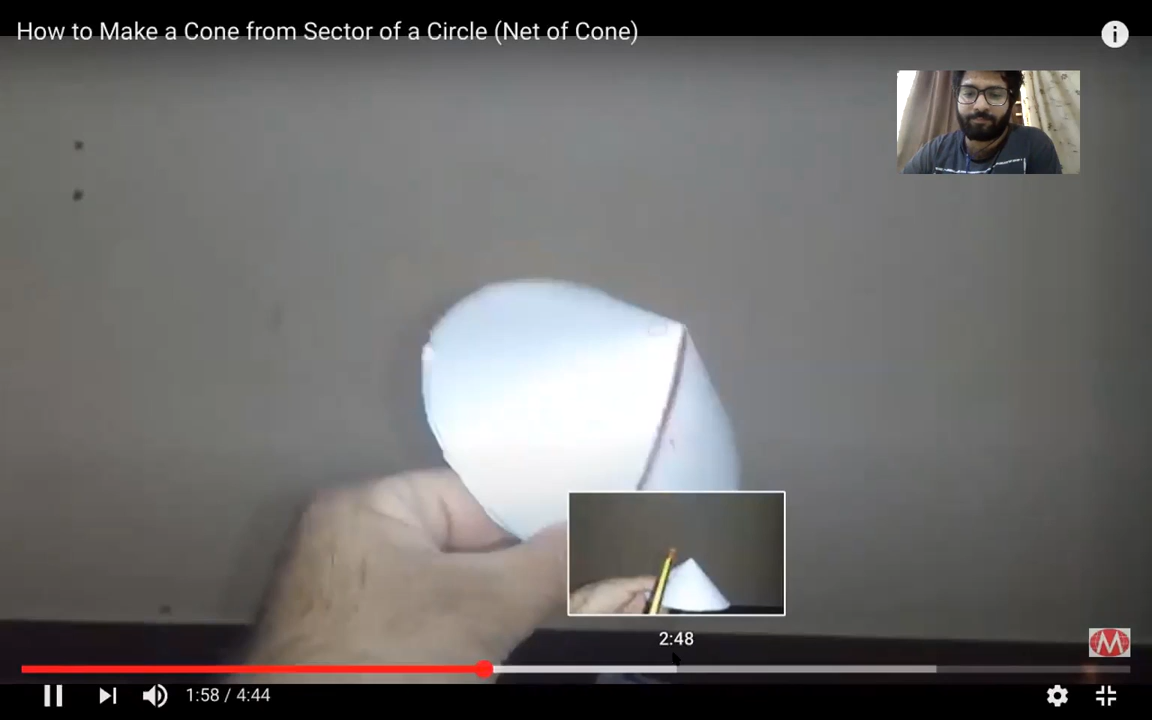 How to Make a Cone from Sector of a Circle (Net of Cone)
i
M
2:48
1:58 / 4:44